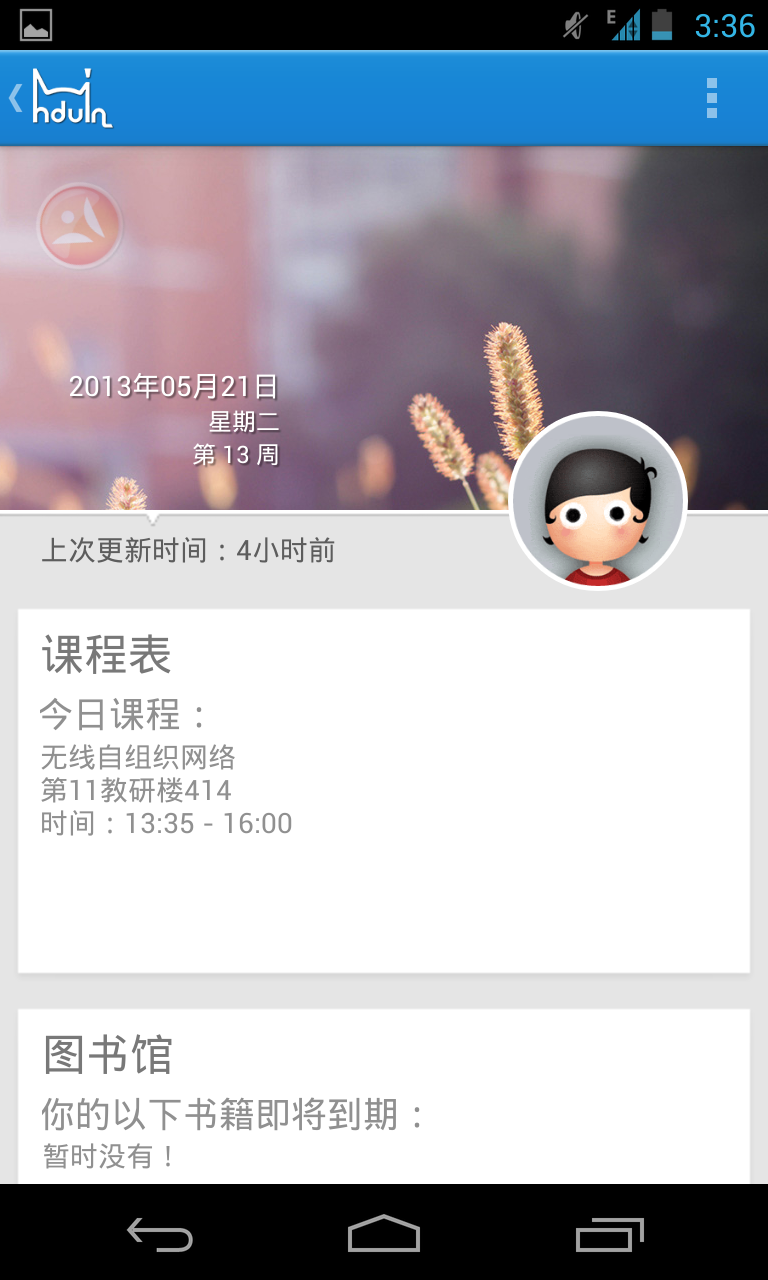 E
3:36
hduin
2013年05月21日
星期二
第 13 周
上次更新时间：4小时前
课程表
今日课程：
无线自组织网络
第11教研楼414
时间：13:35 - 16:00
图书馆
你的以下书籍即将到期：
暂时没有！